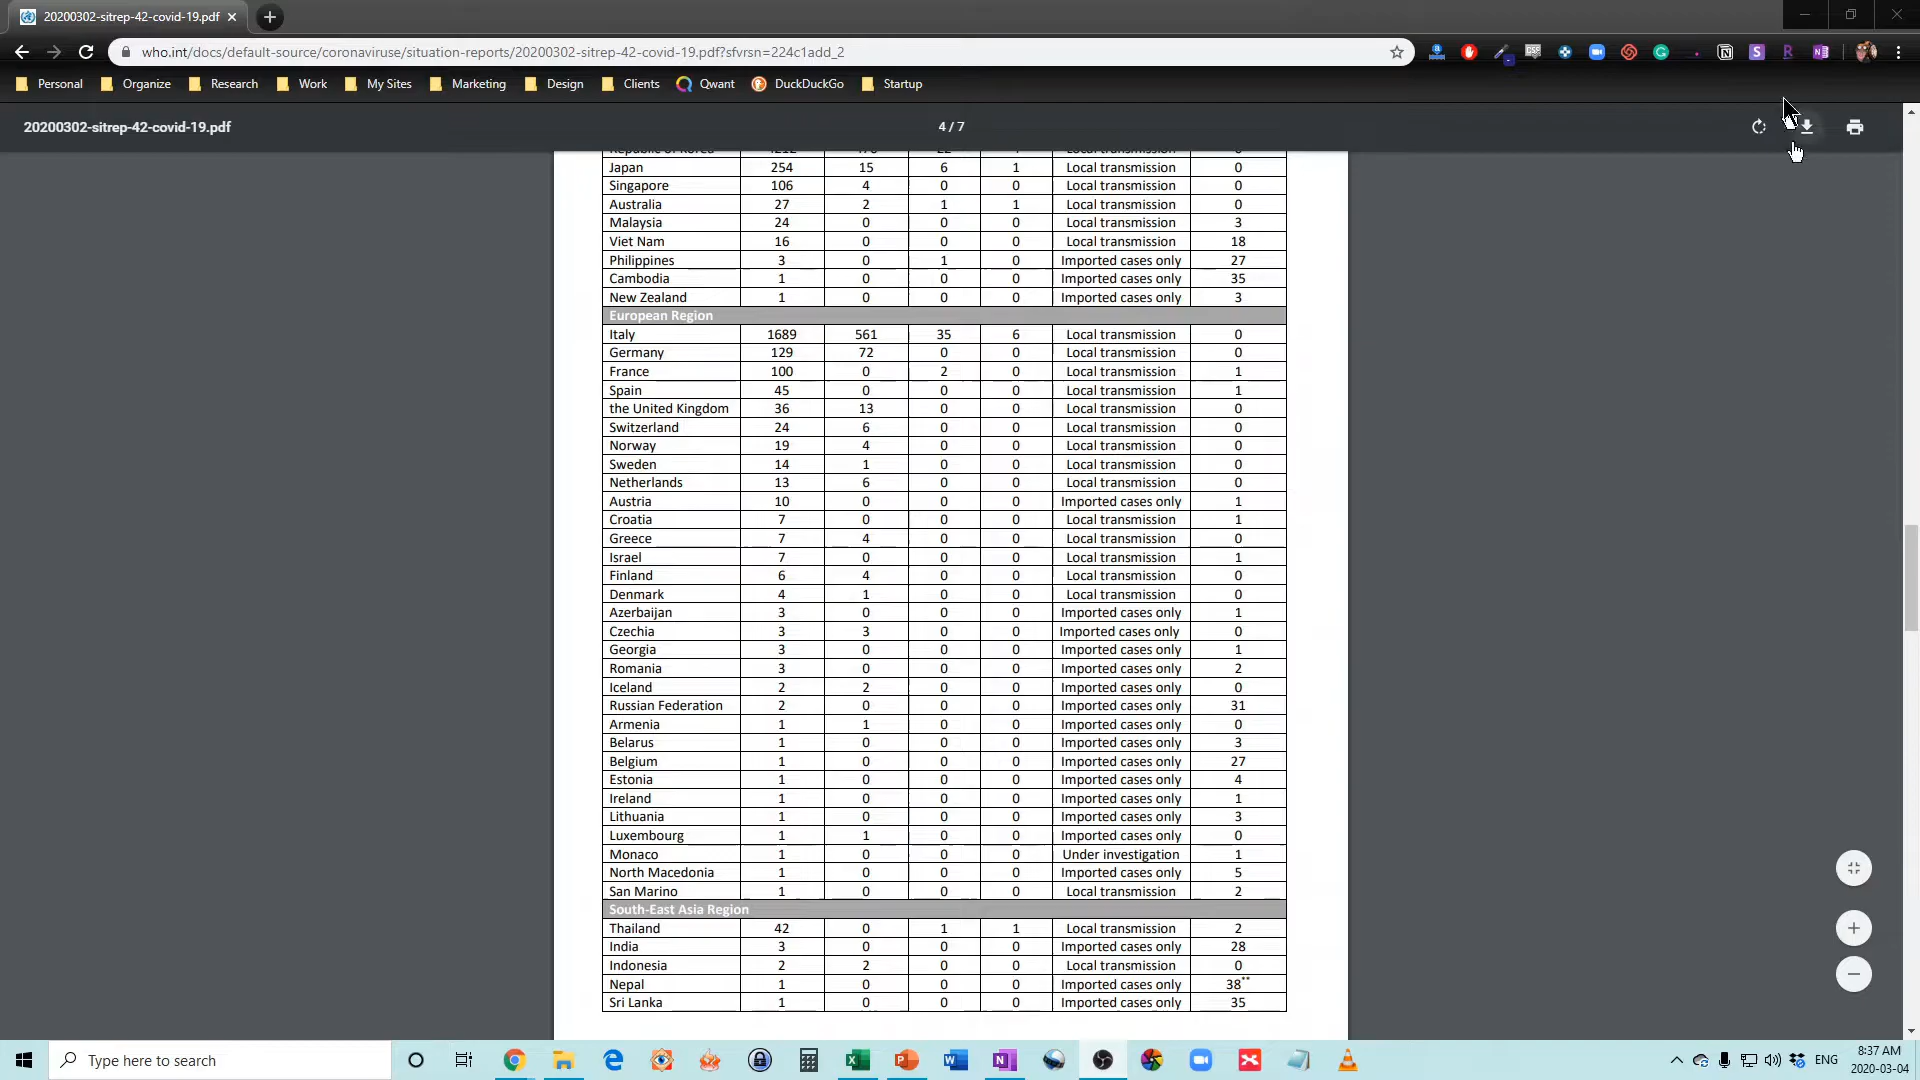 20200302-sitrep-42-covid-19.pdf
who.int/docs/default-source/coronaviruse/situation-reports/20200302-sitrep-42-covid-19.pdf?sfvrsn=224c1add_2
Personal Organize Research Work My Sites Marketing Design Clients Qwant DuckDuckGo Startup
20200302-sitrep-42-covid-19.pdf 4 / 7
Japan 254 15 6 1 Local transmission 0
Singapore 106 4 0 0 Local transmission 0
Australia 27 2 1 1 Local transmission 0
Malaysia 24 0 0 0 Local transmission 3
Viet Nam 16 0 0 0 Local transmission 18
Philippines 3 0 1 0 Imported cases only 27
Cambodia 1 0 0 0 Imported cases only 35
New Zealand 1 0 0 0 Imported cases only 3
European Region
Italy 1689 561 35 6 Local transmission 0
Germany 129 72 0 0 Local transmission 0
France 100 0 2 0 Local transmission 1
Spain 45 0 0 0 Local transmission 1
the United Kingdom 36 13 0 0 Local transmission 0
Switzerland 24 6 0 0 Local transmission 0
Norway 19 4 0 0 Local transmission 0
Sweden 14 1 0 0 Local transmission 0
Netherlands 13 6 0 0 Local transmission 0
Austria 10 0 0 0 Imported cases only 1
Croatia 7 0 0 0 Local transmission 1
Greece 7 4 0 0 Local transmission 0
Israel 7 0 0 0 Local transmission 1
Finland 6 4 0 0 Local transmission 0
Denmark 4 1 0 0 Local transmission 0
Azerbaijan 3 0 0 0 Imported cases only 1
Czechia 3 3 0 0 Imported cases only 0
Georgia 3 0 0 0 Imported cases only 1
Romania 3 0 0 0 Imported cases only 2
Iceland 2 2 0 0 Imported cases only 0
Russian Federation 2 0 0 0 Imported cases only 31
Armenia 1 1 0 0 Imported cases only 0
Belarus 1 0 0 0 Imported cases only 3
Belgium 1 0 0 0 Imported cases only 27
Estonia 1 0 0 0 Imported cases only 4
Ireland 1 0 0 0 Imported cases only 1
Lithuania 1 0 0 0 Imported cases only 3
Luxembourg 1 1 0 0 Imported cases only 0
Monaco 1 0 0 0 Under investigation 1
North Macedonia 1 0 0 0 Imported cases only 5
San Marino 1 0 0 0 Local transmission 2
South-East Asia Region
Thailand 42 0 1 1 Local transmission 2
India 3 0 0 0 Imported cases only 28
Indonesia 2 2 0 0 Local transmission 0
Nepal 1 0 0 0 Imported cases only 38**
Sri Lanka 1 0 0 0 Imported cases only 35
Type here to search ENG 8:37 AM
2020-03-04